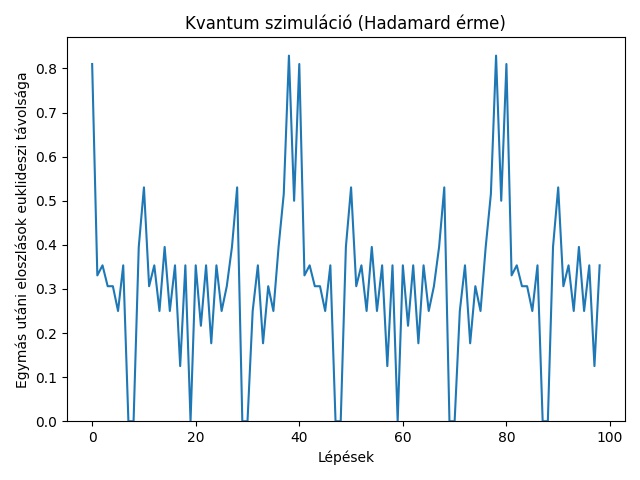 Kvantum szimuláció (Hadamard érme)
Egymás utáni eloszlások euklideszi távolsága
0.8
0.7
0.6
0.5
0.4
0.3
0.2
0.1
0.0
0 20 40 60 80 100
Lépések